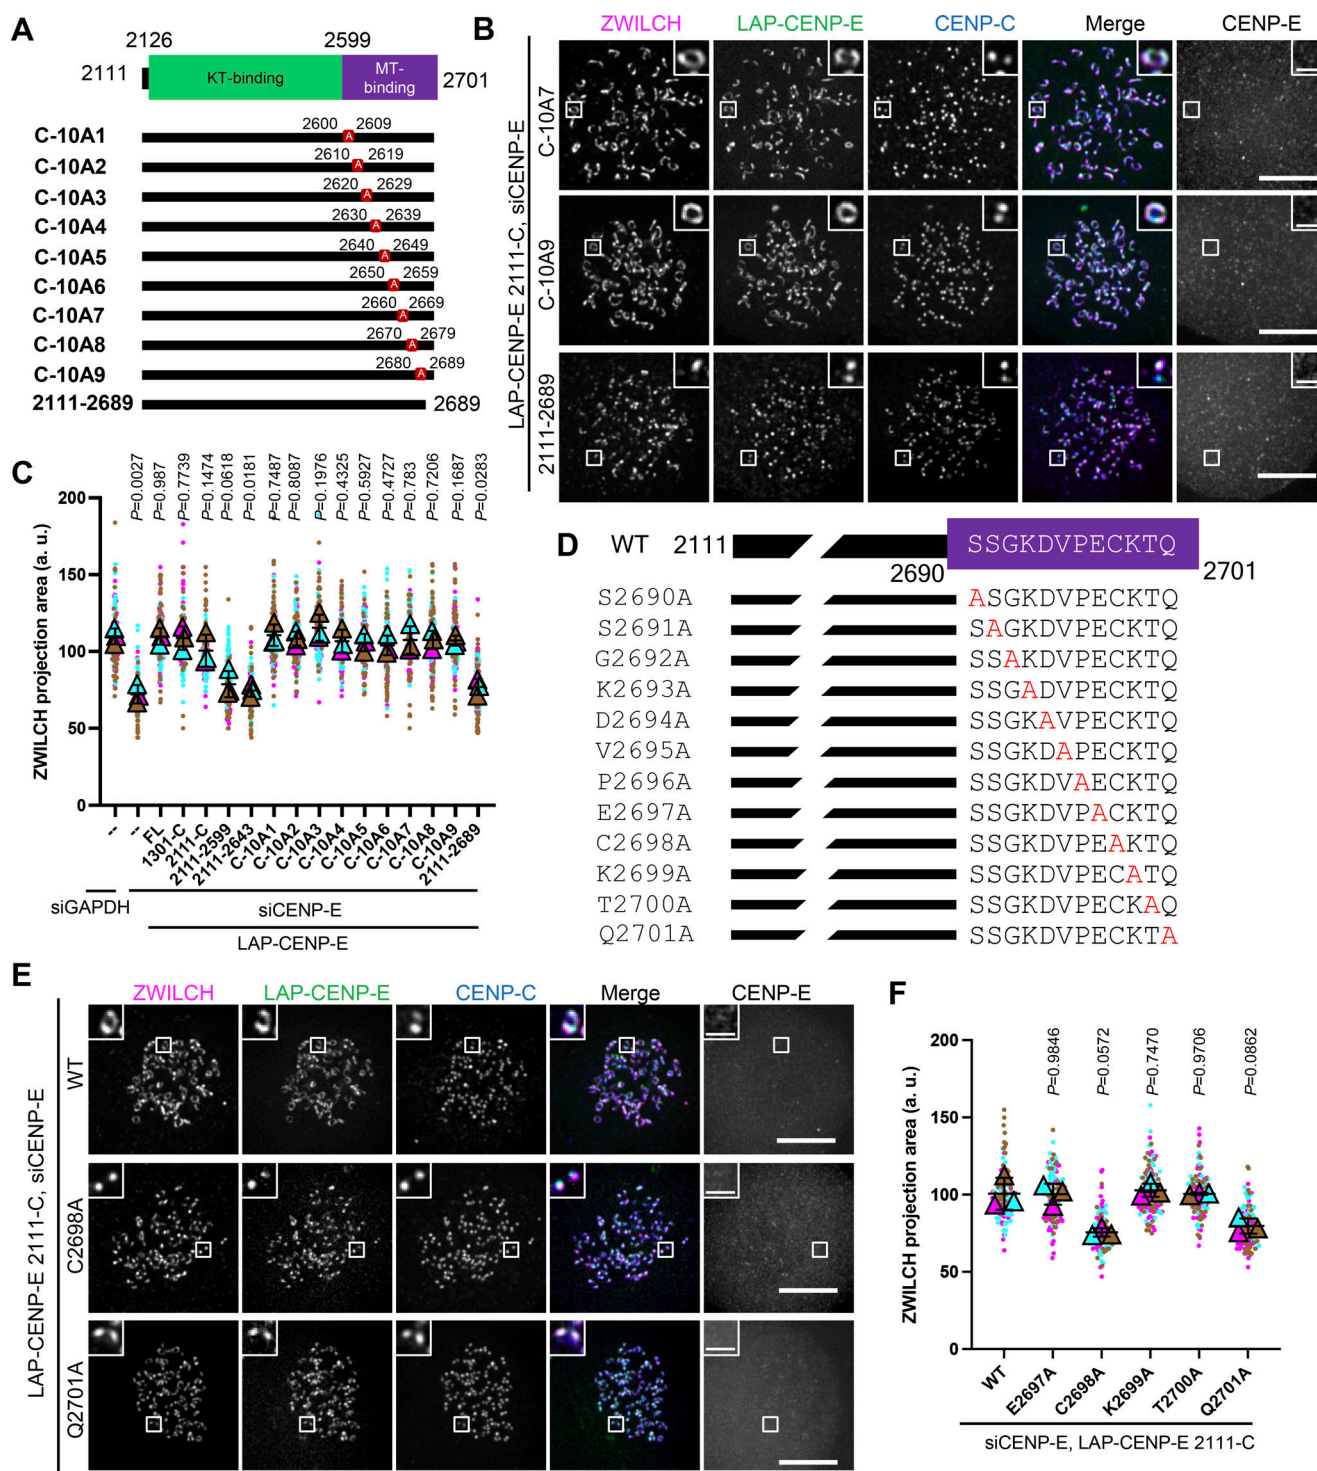 A
2126
2599
2111
KT-binding
MT-
binding
2701
C-10A1
2600
A
2609
C-10A2
2610
A
2619
C-10A3
2620
A
2629
C-10A4
2630
A
2639
C-10A5
2640
A
2649
C-10A6
2650
A
2659
C-10A7
2660
A
2669
C-10A8
2670
A
2679
C-10A9
2680
A
2689
2111-2689
2689
B
ZWILCH
LAP-CENP-E
CENP-C
Merge
CENP-E
LAP-CENP-E 2111-C, siCENP-E
C-10A7
C-10A9
2111-2689
C
ZWILCH projection area (a. u.)
200
150
100
50
0
P=0.0027
P=0.987
P=0.7739
P=0.1474
P=0.0618
P=0.0181
P=0.7487
P=0.8087
P=0.1976
P=0.4325
P=0.5927
P=0.4727
P=0.783
P=0.7206
P=0.1687
P=0.0283
--
--
FL
1301-C
2111-C
2111-2599
2111-2643
C-10A1
C-10A2
C-10A3
C-10A4
C-10A5
C-10A6
C-10A7
C-10A8
C-10A9
2111-2689
siGAPDH
siCENP-E
LAP-CENP-E
D
WT
2111
SSGKDVPECKTQ
2690
2701
S2690A
ASGKDVPECKTQ
S2691A
SAGKDVPECKTQ
G2692A
SSAKDVPECKTQ
K2693A
SSGADVPECKTQ
D2694A
SSGKAVPECKTQ
V2695A
SSGKDAPECKTQ
P2696A
SSGKDVAECKTQ
E2697A
SSGKDVPACKTQ
C2698A
SSGKDVPEAKTQ
K2699A
SSGKDVPECATQ
T2700A
SSGKDVPECKAQ
Q2701A
SSGKDVPECKTA
E
ZWILCH
LAP-CENP-E
CENP-C
Merge
CENP-E
LAP-CENP-E 2111-C, siCENP-E
WT
C2698A
Q2701A
F
ZWILCH projection area (a. u.)
200
150
100
50
0
P=0.9846
P=0.0572
P=0.7470
P=0.9706
P=0.0862
WT
E2697A
C2698A
K2699A
T2700A
Q2701A
siCENP-E, LAP-CENP-E 2111-C